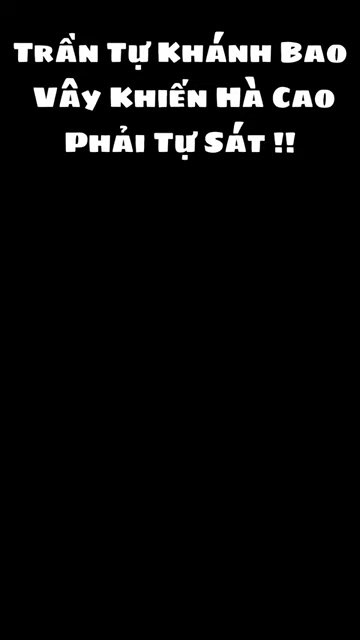 Trần Tự Khánh Bao
Vây Khiến Hà Cao
Phải Tự Sát !!